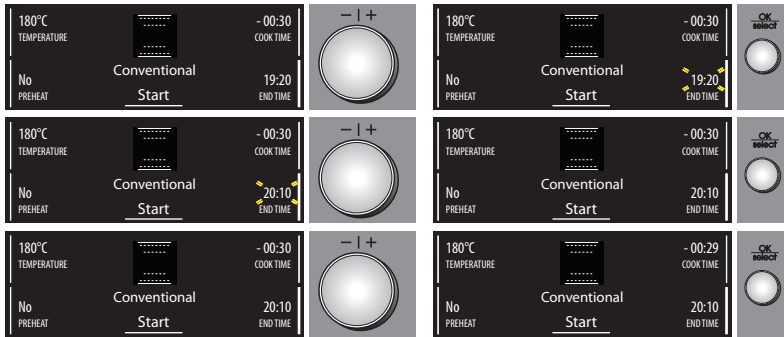 180°C - 00:30
TEMPERATURE COOK TIME
Conventional
No 19:20
PREHEAT Start END TIME
− | +
180°C - 00:30
TEMPERATURE COOK TIME
Conventional
No 19:20
PREHEAT Start END TIME
OK
select
180°C - 00:30
TEMPERATURE COOK TIME
Conventional
No 20:10
PREHEAT Start END TIME
− | +
180°C - 00:30
TEMPERATURE COOK TIME
Conventional
No 20:10
PREHEAT Start END TIME
OK
select
180°C - 00:30
TEMPERATURE COOK TIME
Conventional
No 20:10
PREHEAT Start END TIME
− | +
180°C - 00:29
TEMPERATURE COOK TIME
Conventional
No 20:10
PREHEAT Start END TIME
OK
select